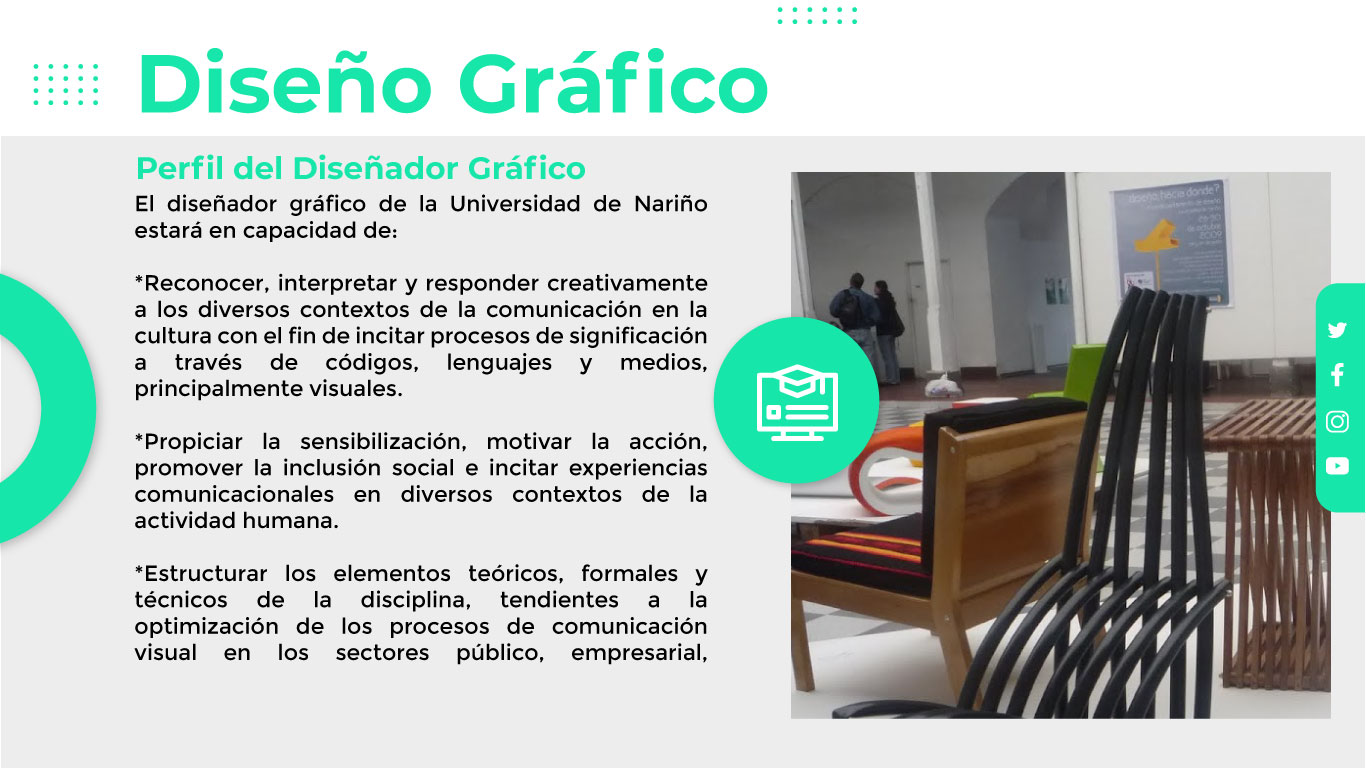 Diseño Gráfico
Perfil del Diseñador Gráfico
El diseñador gráfico de la Universidad de Nariño
estará en capacidad de:
*Reconocer, interpretar y responder creativamente
a los diversos contextos de la comunicación en la
cultura con el fin de incitar procesos de significación
a través de códigos, lenguajes y medios,
principalmente visuales.
*Propiciar la sensibilización, motivar la acción,
promover la inclusión social e incitar experiencias
comunicacionales en diversos contextos de la
actividad humana.
*Estructurar los elementos teóricos, formales y
técnicos de la disciplina, tendientes a la
optimización de los procesos de comunicación
visual en los sectores público, empresarial,
diseño, hacia donde?
de octubre
2009